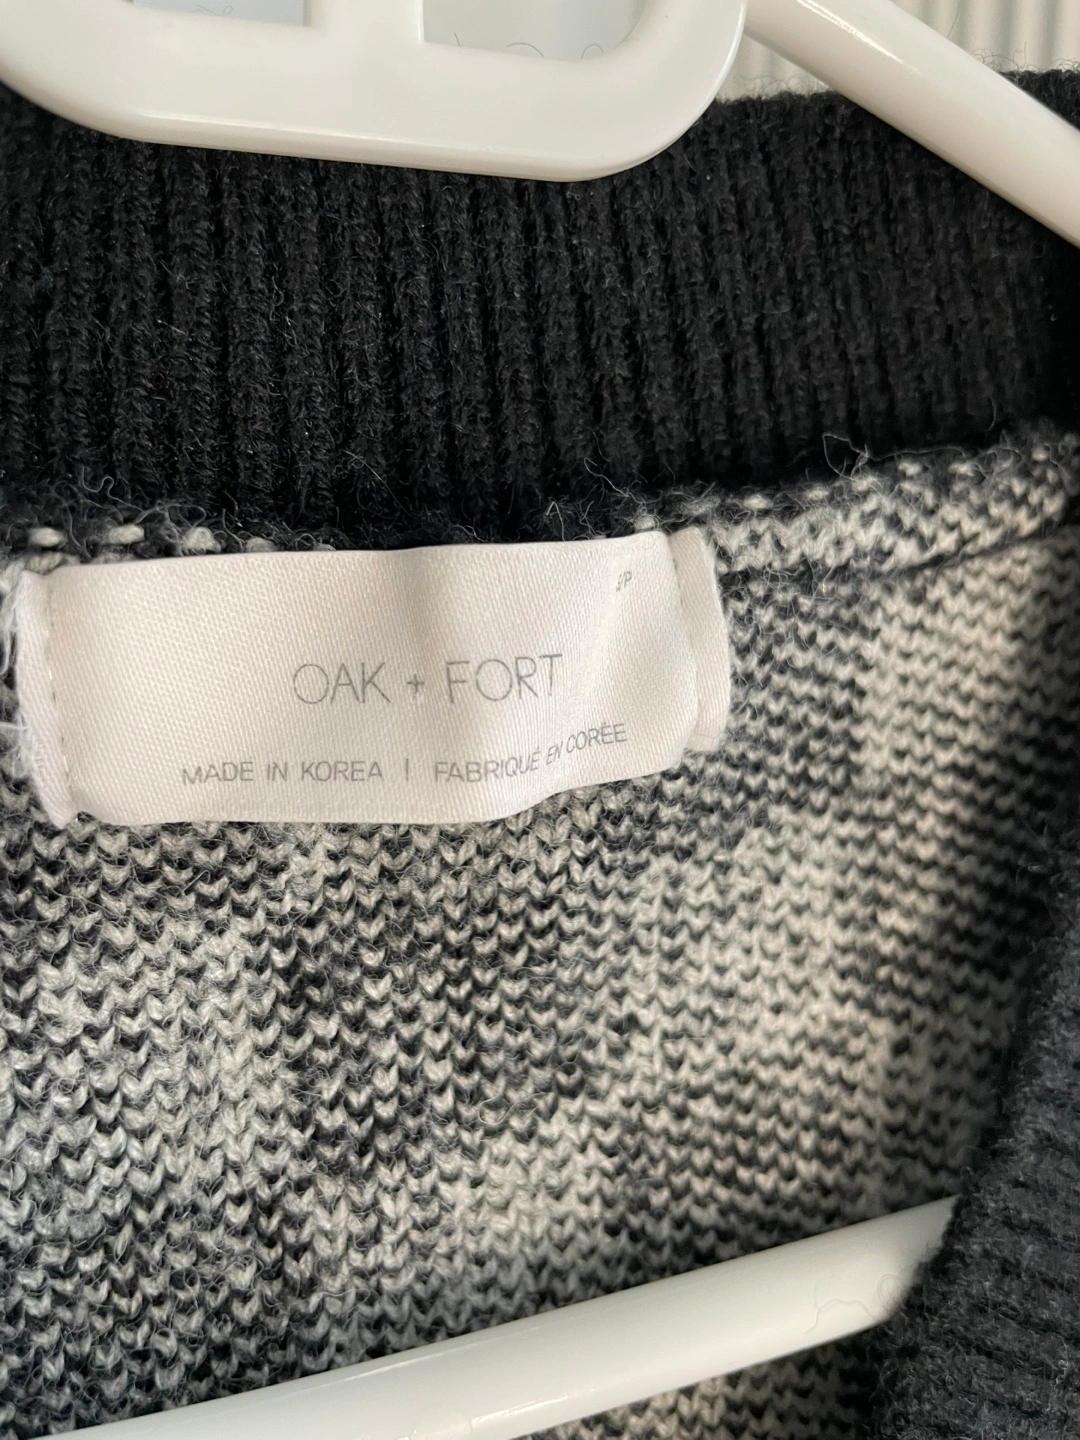 OAK + FORT
MADE IN KOREA | FABRIQUÉ EN CORÉE